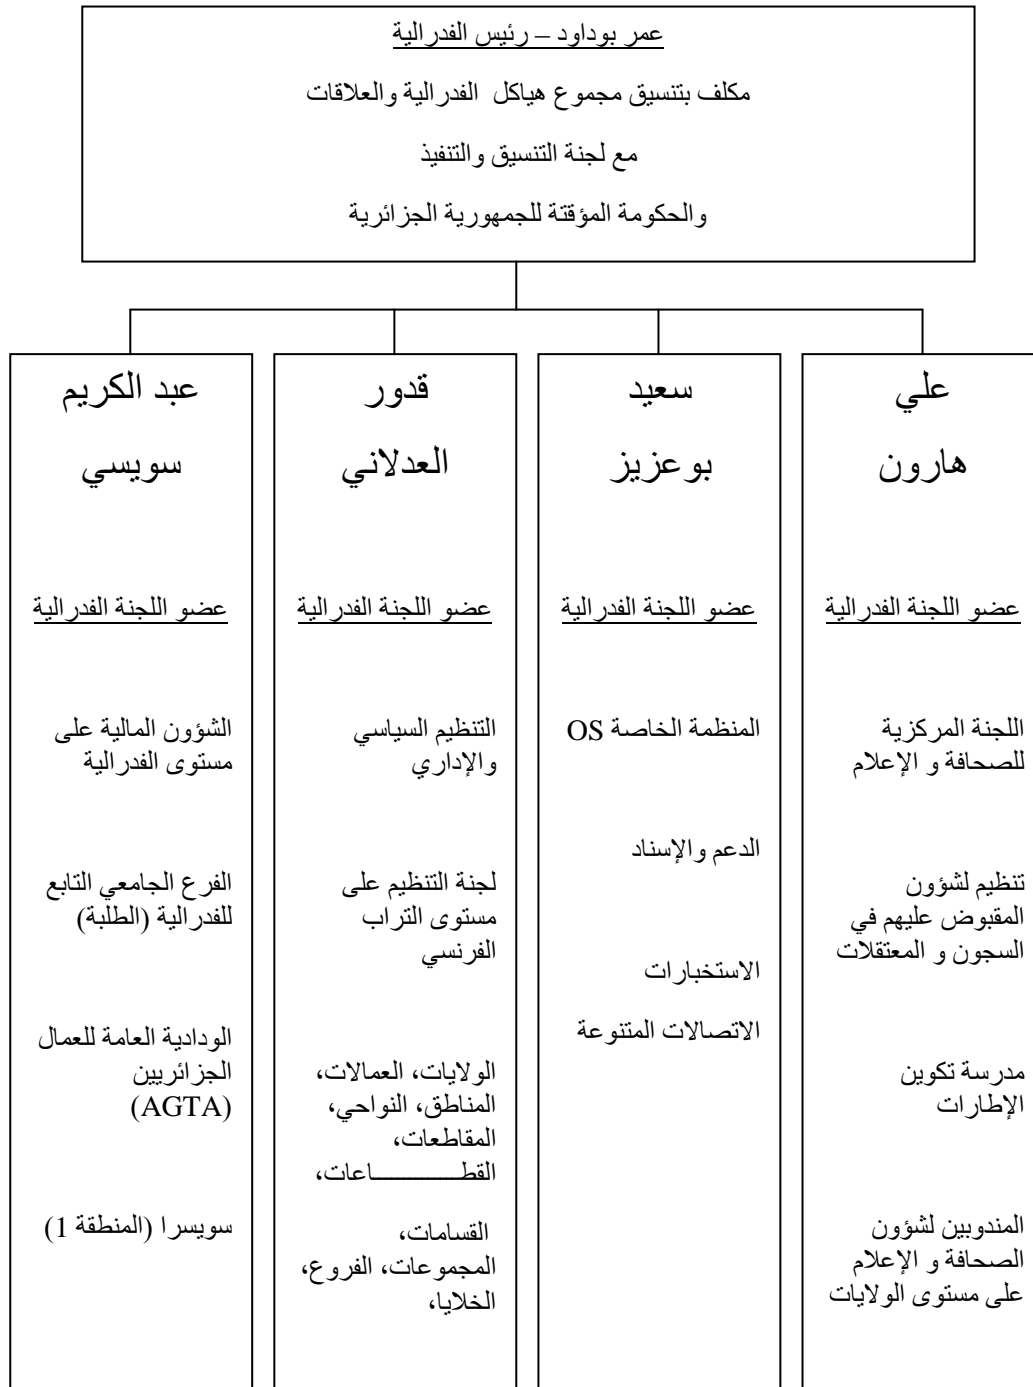 عمر بوداود – رئيس الفدرالية
مكلف بتنسيق مجموع هياكل الفدرالية والعلاقات
مع لجنة التنسيق والتنفيذ
والحكومة المؤقتة للجمهورية الجزائرية
علي
هارون
عضو اللجنة الفدرالية
اللجنة المركزية
للصحافة و الإعلام
تنظيم لشؤون
المقبوض عليهم في
السجون و المعتقلات
مدرسة تكوين
الإطارات
المندوبين لشؤون
الصحافة و الإعلام
على مستوى الولايات
سعيد
بوعزيز
عضو اللجنة الفدرالية
المنظمة الخاصة OS
الدعم والإسناد
الاستخبارات
الاتصالات المتنوعة
قدور
العدلاني
عضو اللجنة الفدرالية
التنظيم السياسي
والإداري
لجنة التنظيم على
مستوى التراب
الفرنسي
الولايات، العمالات،
المناطق، النواحي،
المقاطعات،
القطـــــــــاعات،
القسامات،
المجموعات، الفروع،
الخلايا،
عبد الكريم
سويسي
عضو اللجنة الفدرالية
الشؤون المالية على
مستوى الفدرالية
الفرع الجامعي التابع
للفدرالية (الطلبة)
الودادية العامة للعمال
الجزائريين
(AGTA)
سويسرا (المنطقة 1)